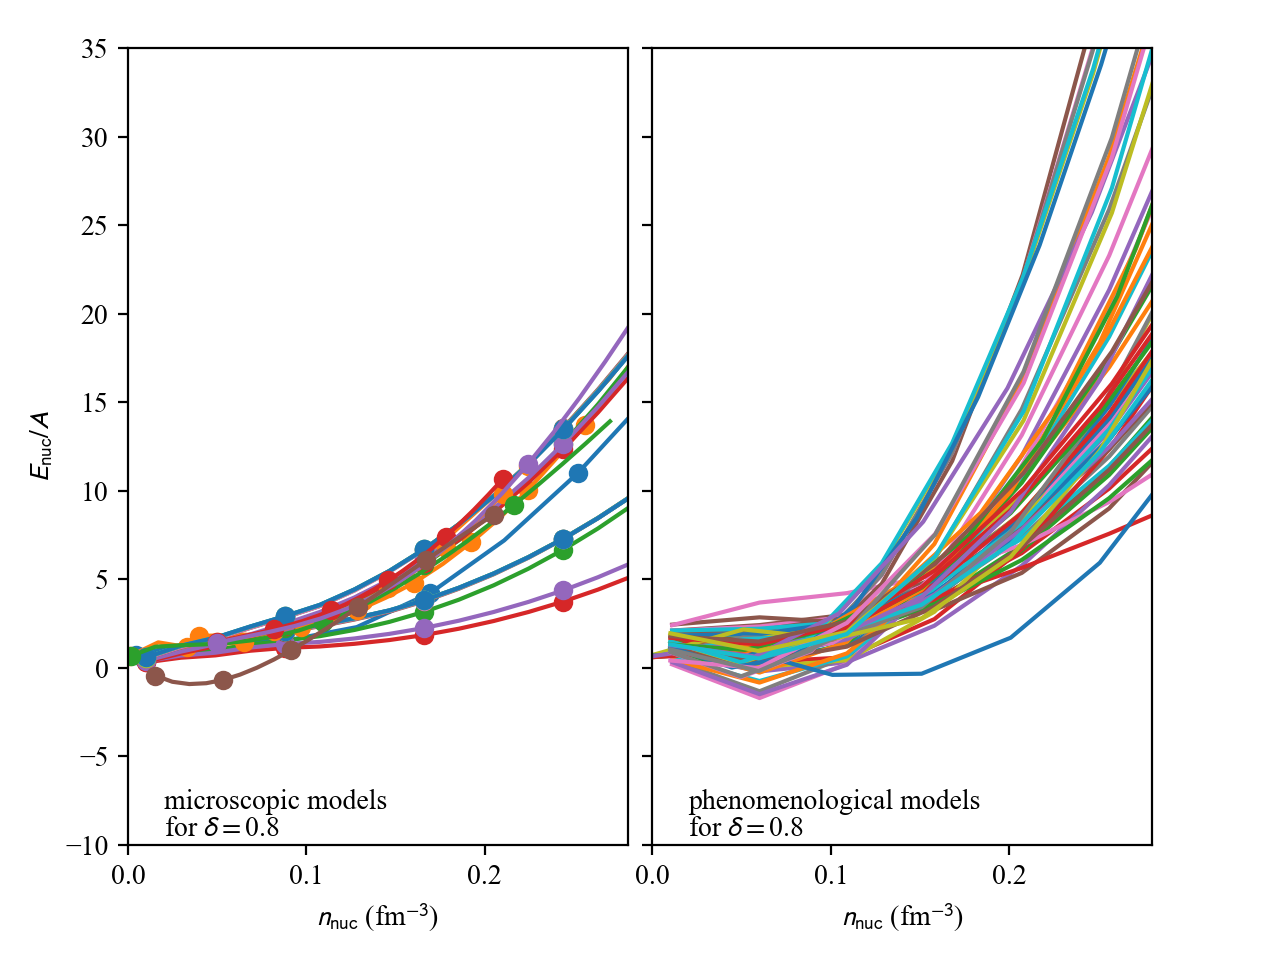 35
30
25
20
15
10
5
0
−5
−10
E_nuc/A
microscopic models
for δ = 0.8
0.0 0.1 0.2
n_nuc (fm⁻³)
phenomenological models
for δ = 0.8
0.0 0.1 0.2
n_nuc (fm⁻³)